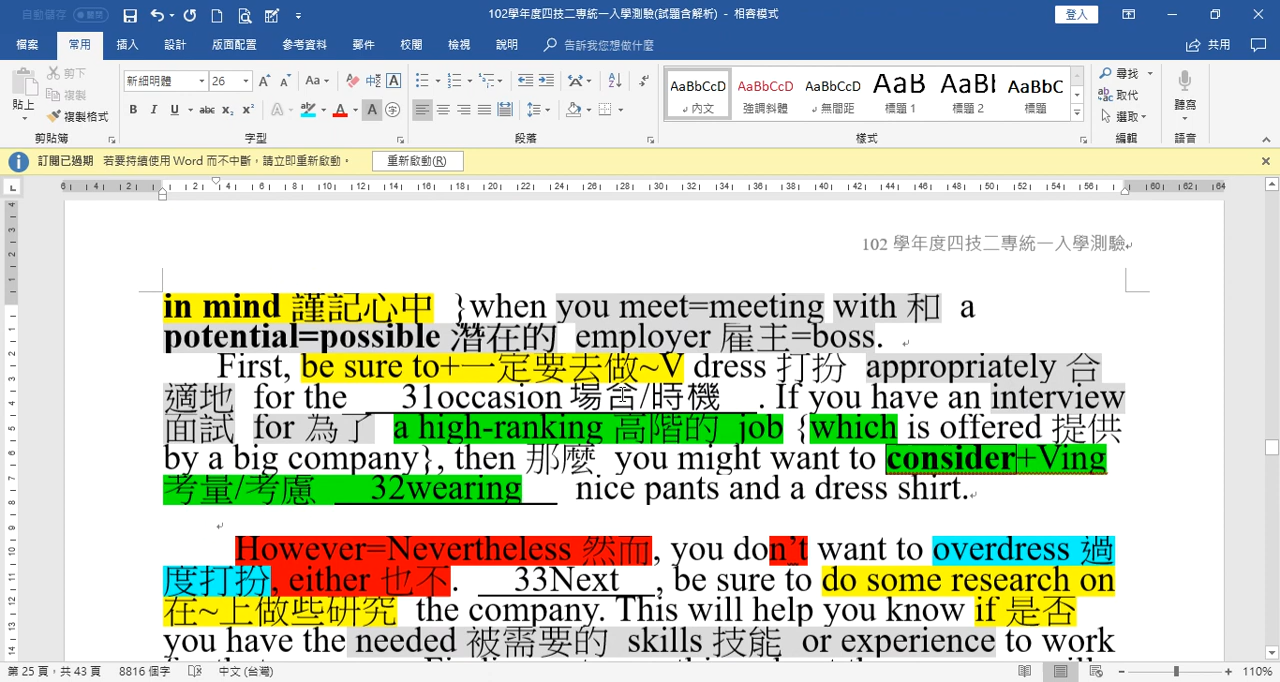 自動儲存 關閉 102學年度四技二專統一入學測驗(試題含解析) - 相容模式 登入
檔案 常用 插入 設計 版面配置 參考資料 郵件 校閱 檢視 說明 告訴我您想做什麼 共用
貼上 剪下 複製 複製格式 新細明體 26 內文 強調斜體 無間距 標題 1 標題 2 標題 尋找 取代 選取 聽寫
AaBbCcD AaBbCcD AaBbCcD AaB AaBl AaBbC
剪貼簿 字型 段落 樣式 編輯 語音
訂閱已過期 若要持續使用 Word 而不中斷,請立即重新啟動。 重新啟動(R)
102 學年度四技二專統一入學測驗
in mind 謹記心中 }when you meet=meeting with 和 a
potential=possible 潛在的 employer 雇主=boss.
First, be sure to+一定要去做~V dress 打扮 appropriately 合
適地 for the 31occasion 場合/時機 . If you have an interview
面試 for 為了 a high-ranking 高階的 job {which is offered 提供
by a big company}, then 那麼 you might want to consider+Ving
考量/考慮 32wearing nice pants and a dress shirt.
However=Nevertheless 然而, you don't want to overdress 過
度打扮, either 也不. 33Next , be sure to do some research on
在~上做些研究 the company. This will help you know if 是否
you have the needed 被需要的 skills 技能 or experience to work
第 25 頁,共 43 頁 8816 個字 中文 (台灣) 110%